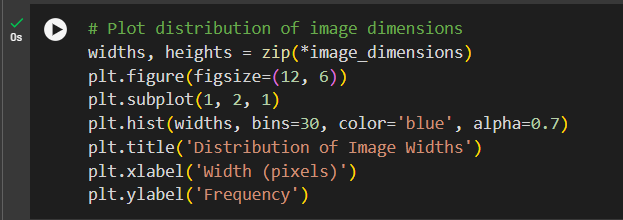 # Plot distribution of image dimensions
widths, heights = zip(*image_dimensions)
plt.figure(figsize=(12, 6))
plt.subplot(1, 2, 1)
plt.hist(widths, bins=30, color='blue', alpha=0.7)
plt.title('Distribution of Image Widths')
plt.xlabel('Width (pixels)')
plt.ylabel('Frequency')
0s